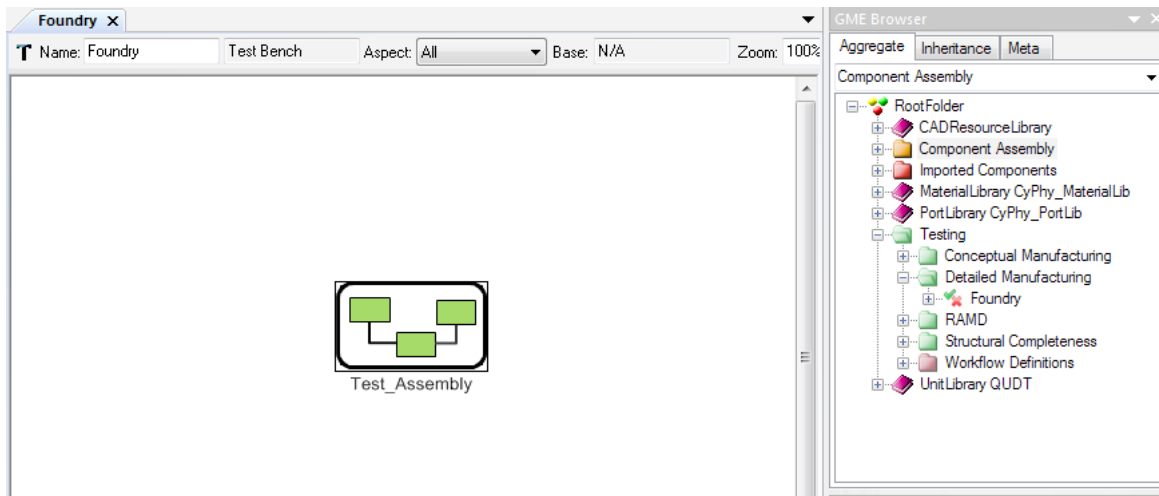 Foundry X
GME Browser
Name: Foundry Test Bench Aspect: All Base: N/A Zoom: 100%
Aggregate Inheritance Meta
Component Assembly
RootFolder
CADResourceLibrary
Component Assembly
Imported Components
MaterialLibrary CyPhy_MaterialLib
PortLibrary CyPhy_PortLib
Testing
Conceptual Manufacturing
Detailed Manufacturing
Foundry
RAMD
Structural Completeness
Workflow Definitions
UnitLibrary QUDT
Test_Assembly